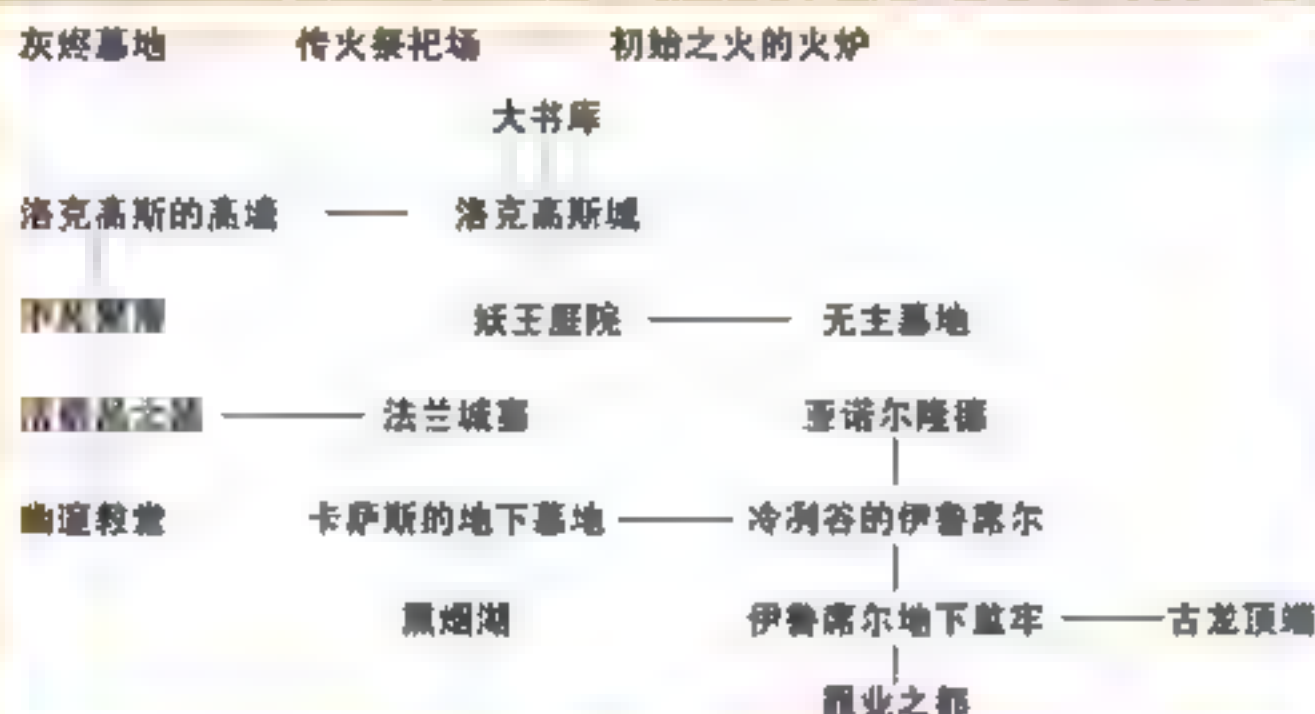 灰烬墓地 传火祭祀场 初始之火的火炉
大书库
洛克高斯的高墙 洛克高斯城
妖王庭院 无主墓地
法兰城塞 亚诺尔隆德
幽邃教堂 卡萨斯的地下墓地 冷冽谷的伊鲁席尔
黑烟湖 伊鲁席尔地下监牢 古龙顶端
罪业之都